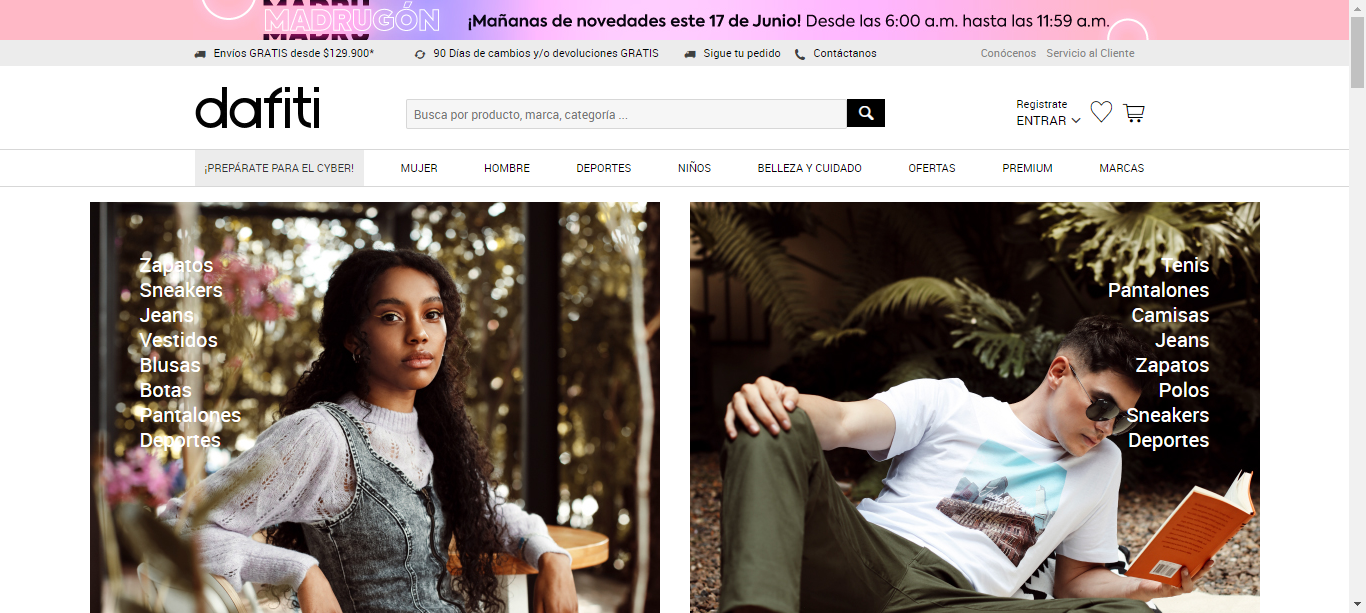 MADRU
MADRUGÓN
MADRU
¡Mañanas de novedades este 17 de Junio! Desde las 6:00 a.m. hasta las 11:59 a.m.
Envíos GRATIS desde $129.900*
90 Días de cambios y/o devoluciones GRATIS
Sigue tu pedido
Contáctanos
Conócenos
Servicio al Cliente
dafiti
Busca por producto, marca, categoría ...
Registrate
ENTRAR
¡PREPÁRATE PARA EL CYBER!
MUJER
HOMBRE
DEPORTES
NIÑOS
BELLEZA Y CUIDADO
OFERTAS
PREMIUM
MARCAS
Zapatos
Sneakers
Jeans
Vestidos
Blusas
Botas
Pantalones
Deportes
Tenis
Pantalones
Camisas
Jeans
Zapatos
Polos
Sneakers
Deportes